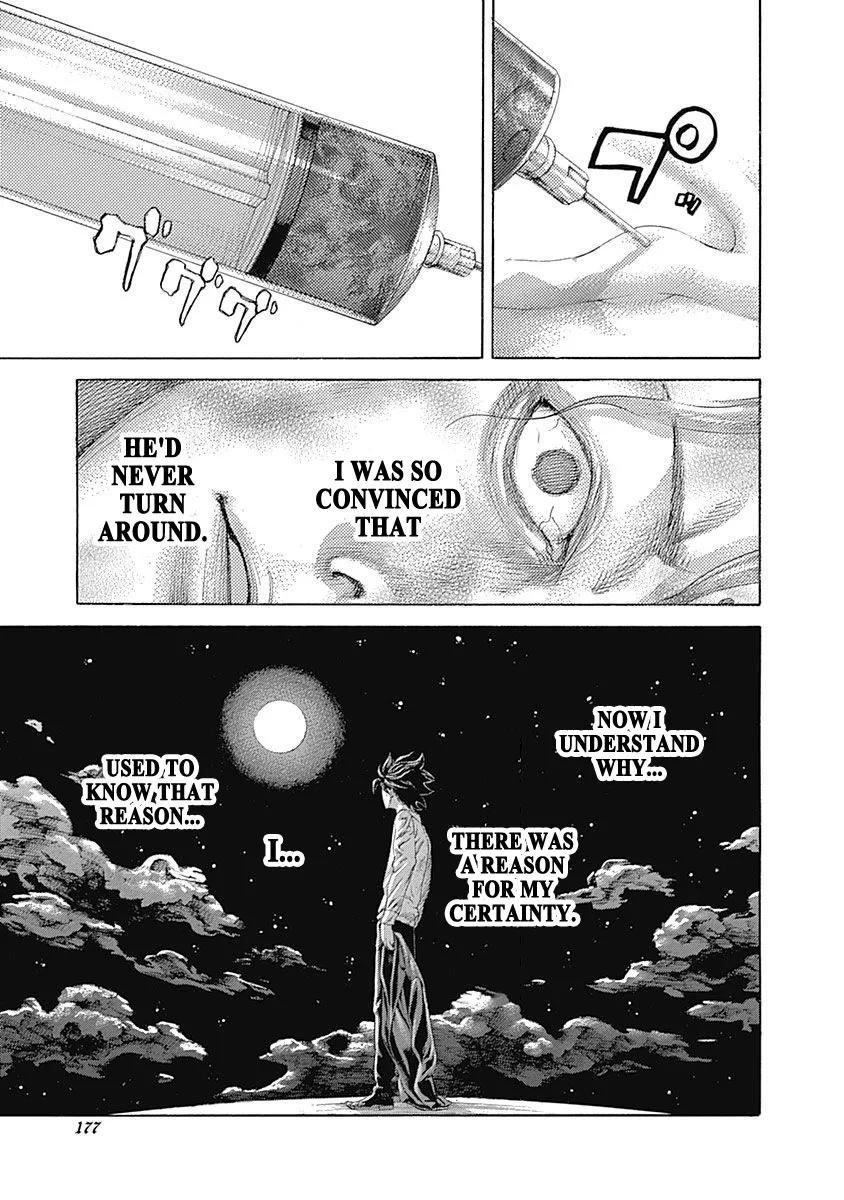 I WAS SO
CONVINCED
THAT
HE'D
NEVER
TURN
AROUND.
NOW I
UNDERSTAND
WHY...
THERE WAS
A REASON
FOR MY
CERTAINTY.
I...
USED TO
KNOW THAT
REASON...
177